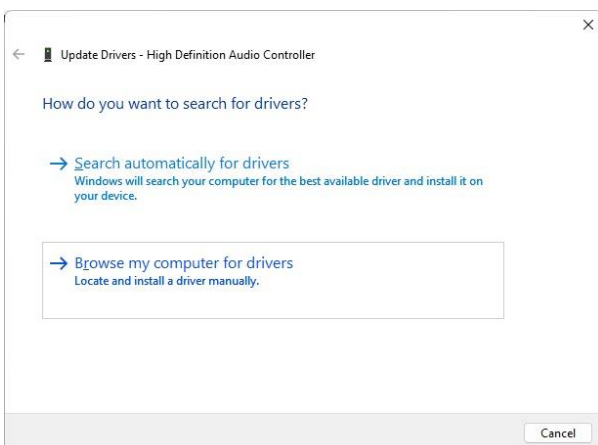 Update Drivers - High Definition Audio Controller
How do you want to search for drivers?
Search automatically for drivers
Windows will search your computer for the best available driver and install it on
your device.
Browse my computer for drivers
Locate and install a driver manually.
Cancel